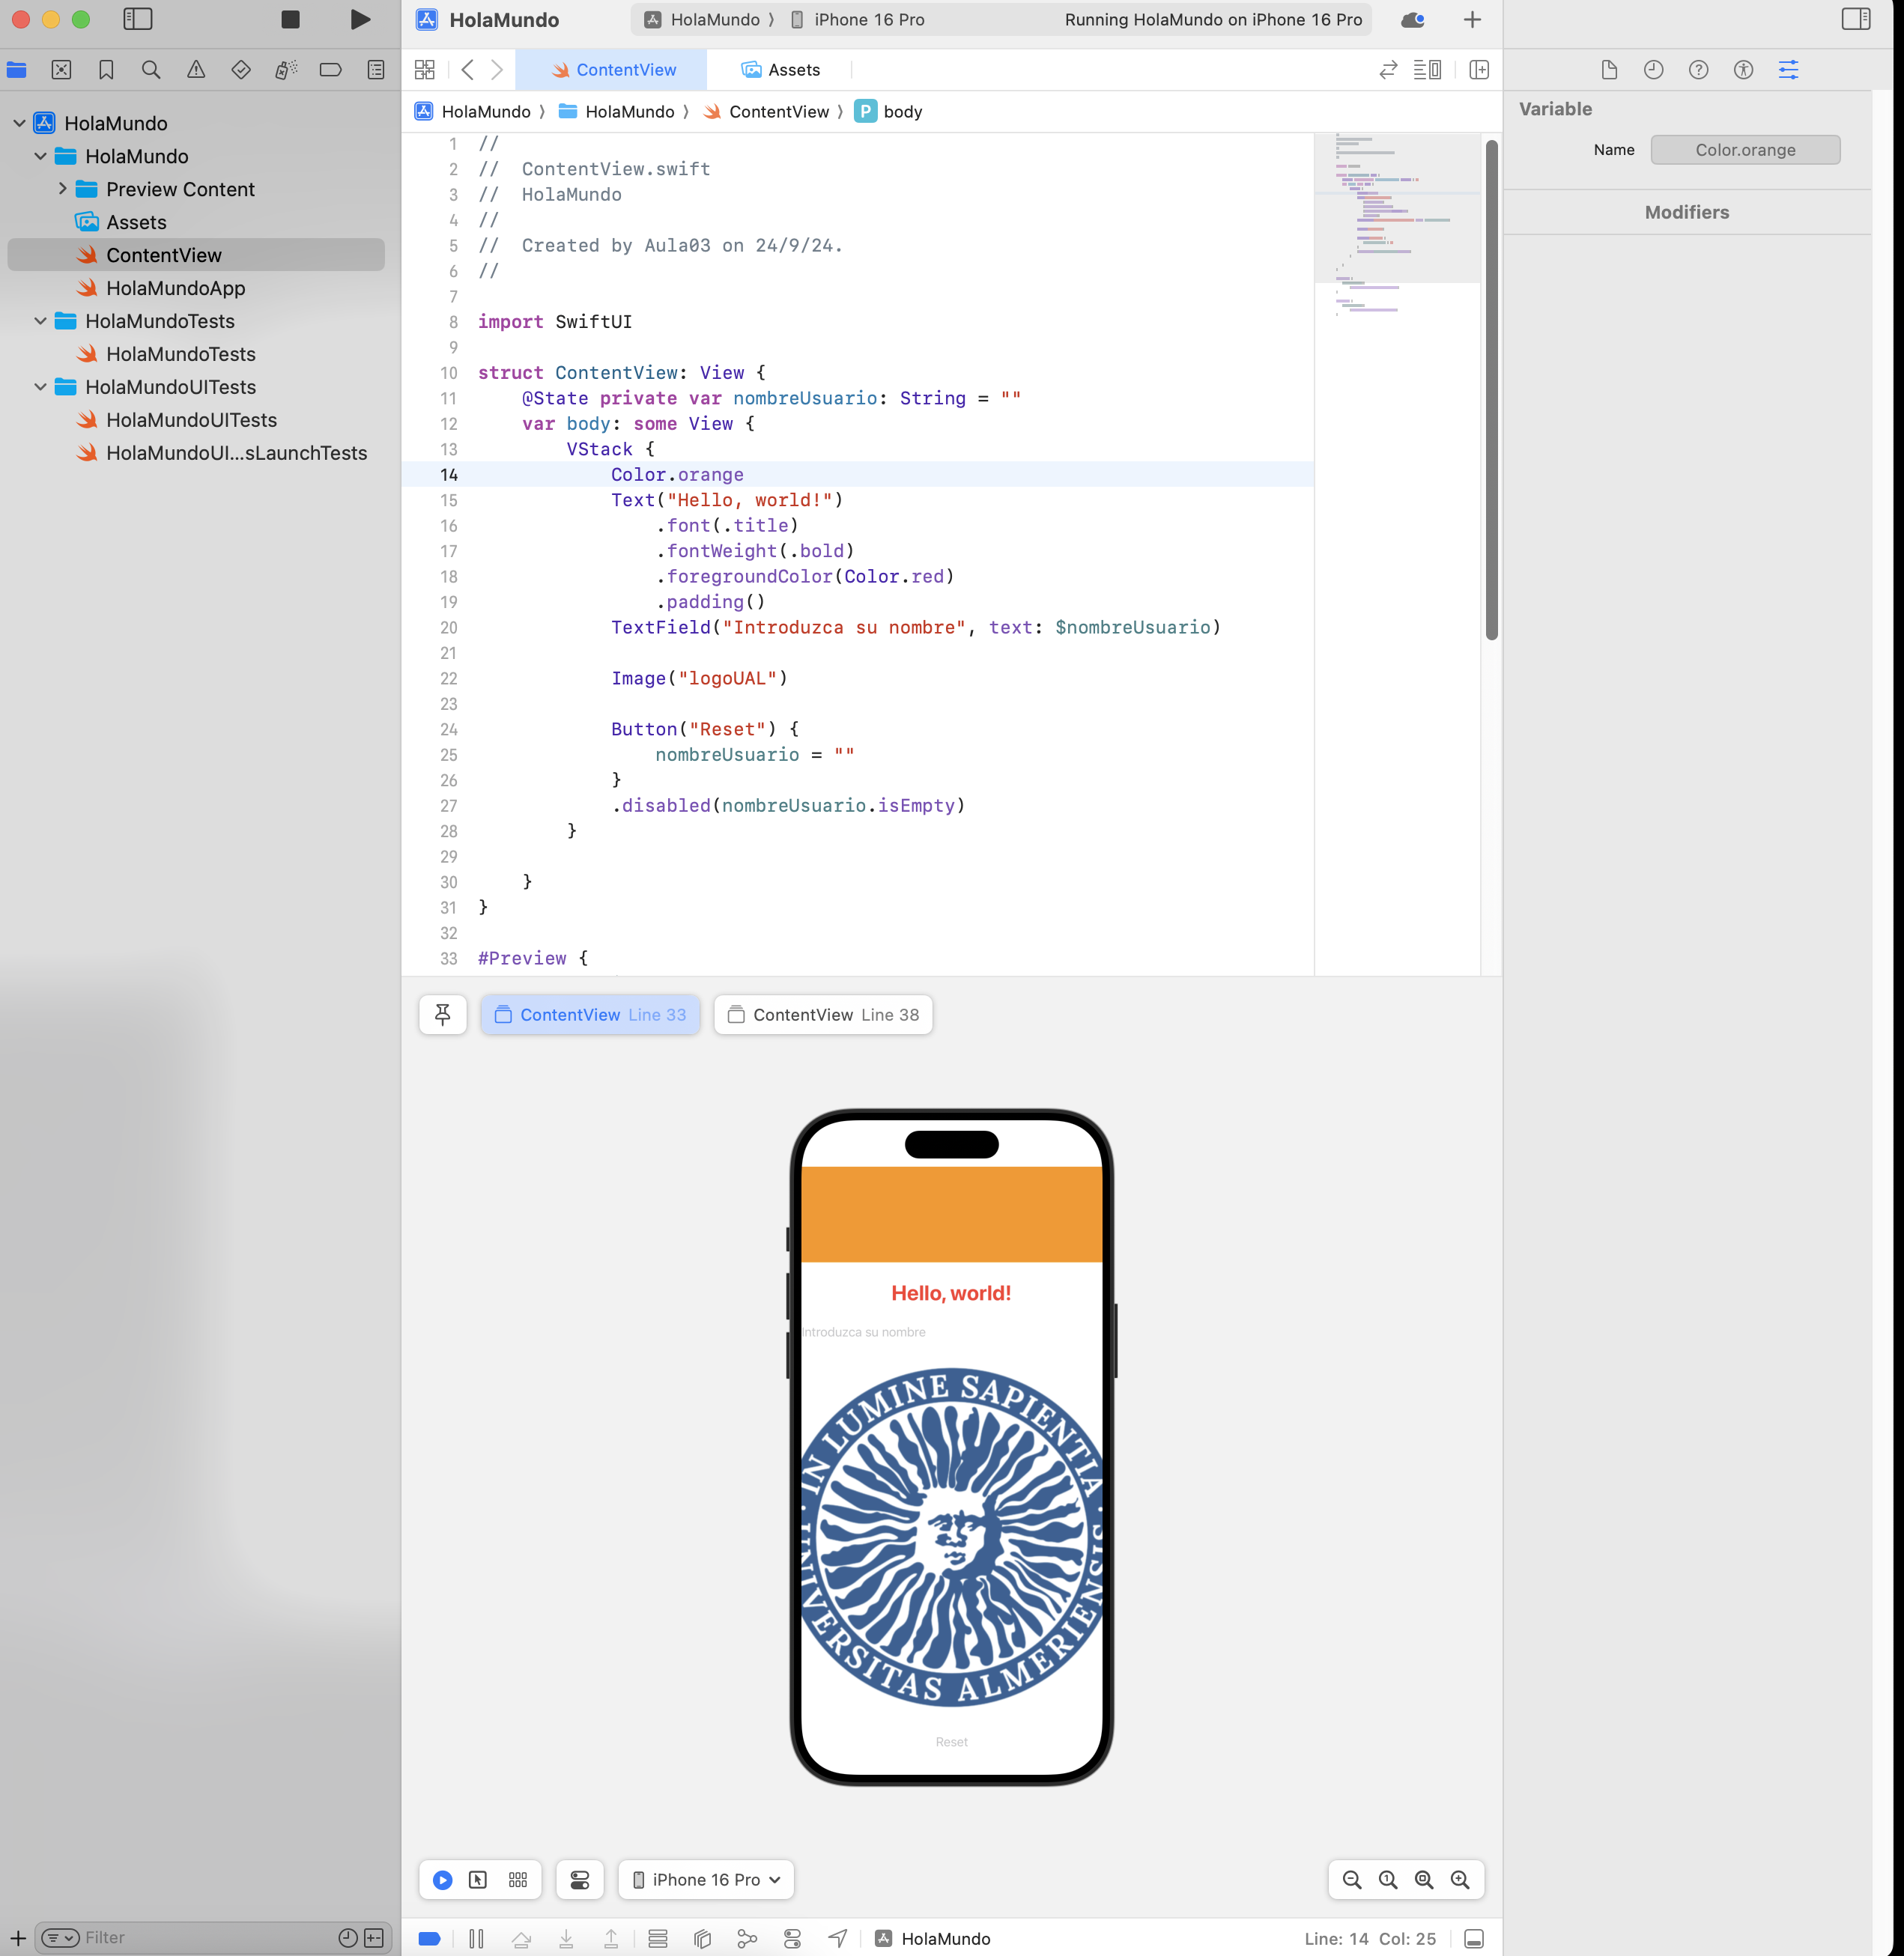 HolaMundo
HolaMundo 〉 iPhone 16 Pro
Running HolaMundo on iPhone 16 Pro
ContentView
Assets
HolaMundo 〉 HolaMundo 〉 ContentView 〉 P body
HolaMundo
HolaMundo
Preview Content
Assets
ContentView
HolaMundoApp
HolaMundoTests
HolaMundoTests
HolaMundoUITests
HolaMundoUITests
HolaMundoUI...sLaunchTests
Filter
1 //
2 //  ContentView.swift
3 //  HolaMundo
4 //
5 //  Created by Aula03 on 24/9/24.
6 //
7
8 import SwiftUI
9
10 struct ContentView: View {
11     @State private var nombreUsuario: String = ""
12     var body: some View {
13         VStack {
14             Color.orange
15             Text("Hello, world!")
16                 .font(.title)
17                 .fontWeight(.bold)
18                 .foregroundColor(Color.red)
19                 .padding()
20             TextField("Introduzca su nombre", text: $nombreUsuario)
21
22             Image("logoUAL")
23
24             Button("Reset") {
25                 nombreUsuario = ""
26             }
27             .disabled(nombreUsuario.isEmpty)
28         }
29
30     }
31 }
32
33 #Preview {
ContentView Line 33
ContentView Line 38
Hello, world!
Introduzca su nombre
IN LUMINE SAPIENTIA
VERSITAS ALMERIENSIS
Reset
iPhone 16 Pro
HolaMundo
Line: 14 Col: 25
Variable
Name Color.orange
Modifiers